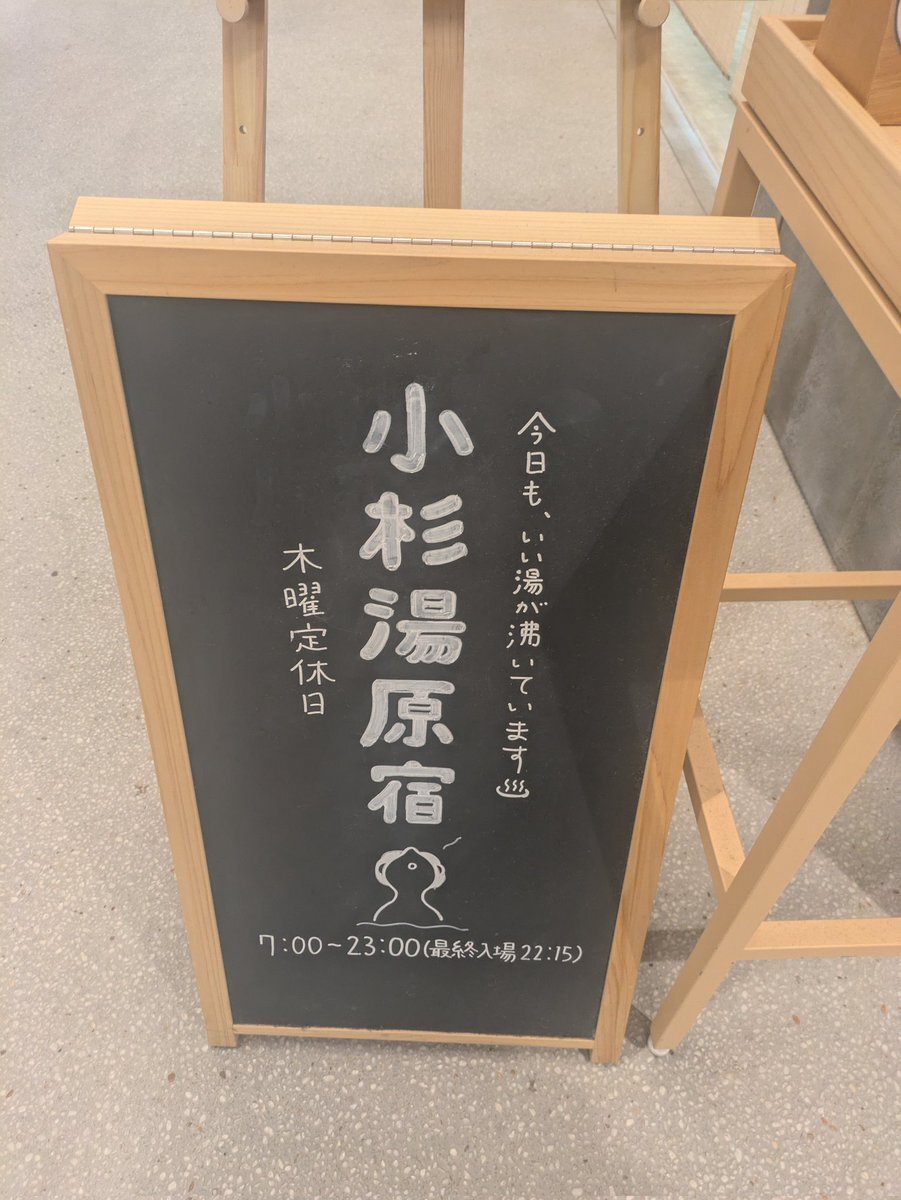 今日も、いい湯が沸いています♨
小杉湯原宿
木曜定休日
7:00~23:00(最終入場22:15)